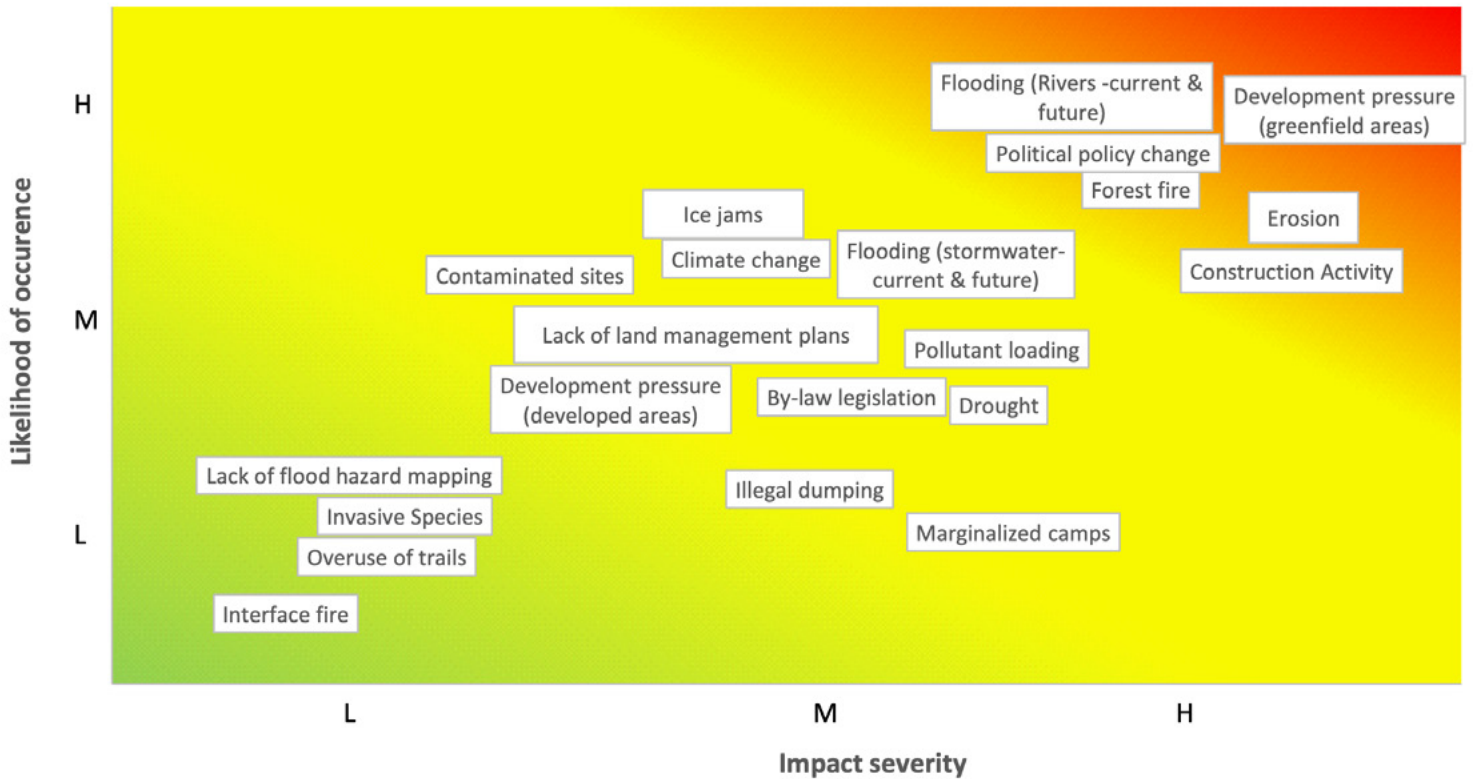 H
Flooding (Rivers -current &
future)
Development pressure
(greenfield areas)
Political policy change
Forest fire
Ice jams
Erosion
Climate change
Flooding (stormwater-
current & future)
Contaminated sites
Construction Activity
M
Lack of land management plans
Pollutant loading
Development pressure
(developed areas)
By-law legislation
Drought
Lack of flood hazard mapping
Illegal dumping
Invasive Species
L
Marginalized camps
Overuse of trails
Interface fire
Likelihood of occurence
L
M
H
Impact severity